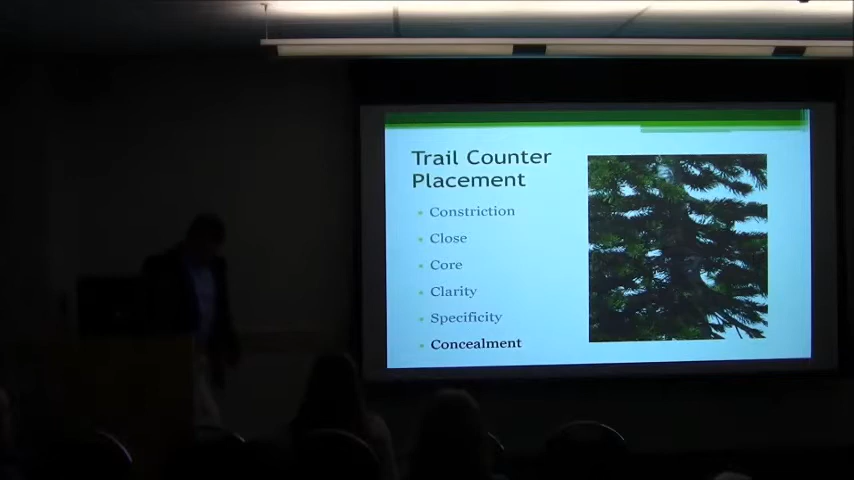 Trail Counter
Placement
Constriction
Close
Core
Clarity
Specificity
Concealment